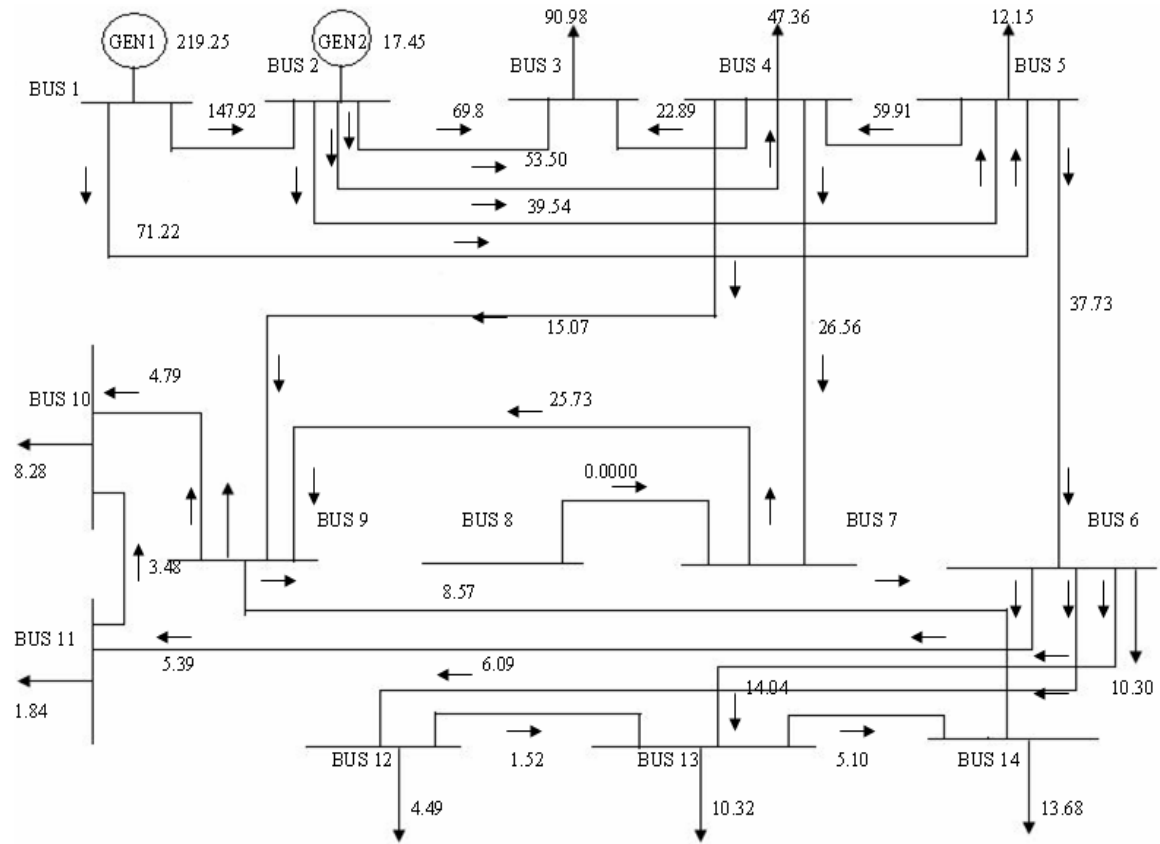 90.98
47.36
12.15
GEN1
219.25
GEN2
17.45
BUS 1
BUS 2
BUS 3
BUS 4
BUS 5
147.92
69.8
22.89
59.91
53.50
39.54
71.22
15.07
26.56
37.73
4.79
BUS 10
25.73
8.28
0.0000
BUS 9
BUS 8
BUS 7
BUS 6
3.48
8.57
BUS 11
5.39
6.09
14.04
10.30
1.84
BUS 12
1.52
BUS 13
5.10
BUS 14
4.49
10.32
13.68